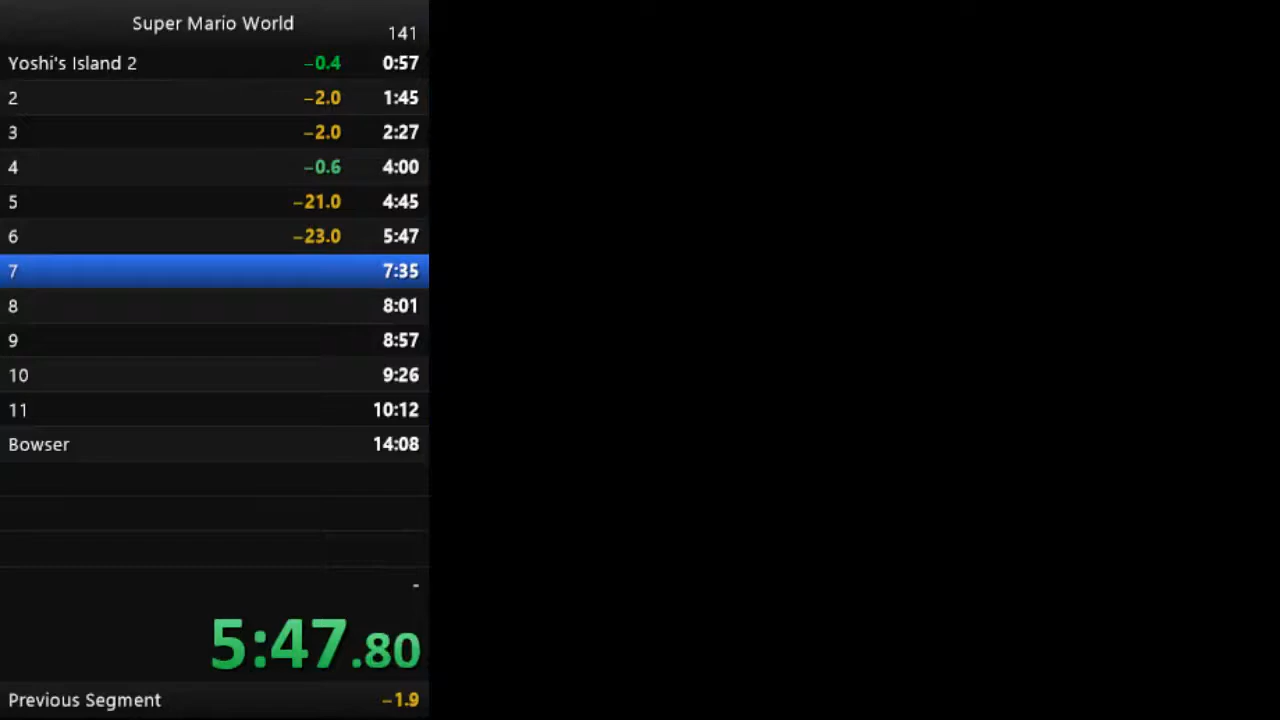 Super Mario World
141
Yoshi's Island 2 −0.4 0:57
2 −2.0 1:45
3 −2.0 2:27
4 −0.6 4:00
5 −21.0 4:45
6 −23.0 5:47
7 7:35
8 8:01
9 8:57
10 9:26
11 10:12
Bowser 14:08
-
5:47.80
Previous Segment −1.9